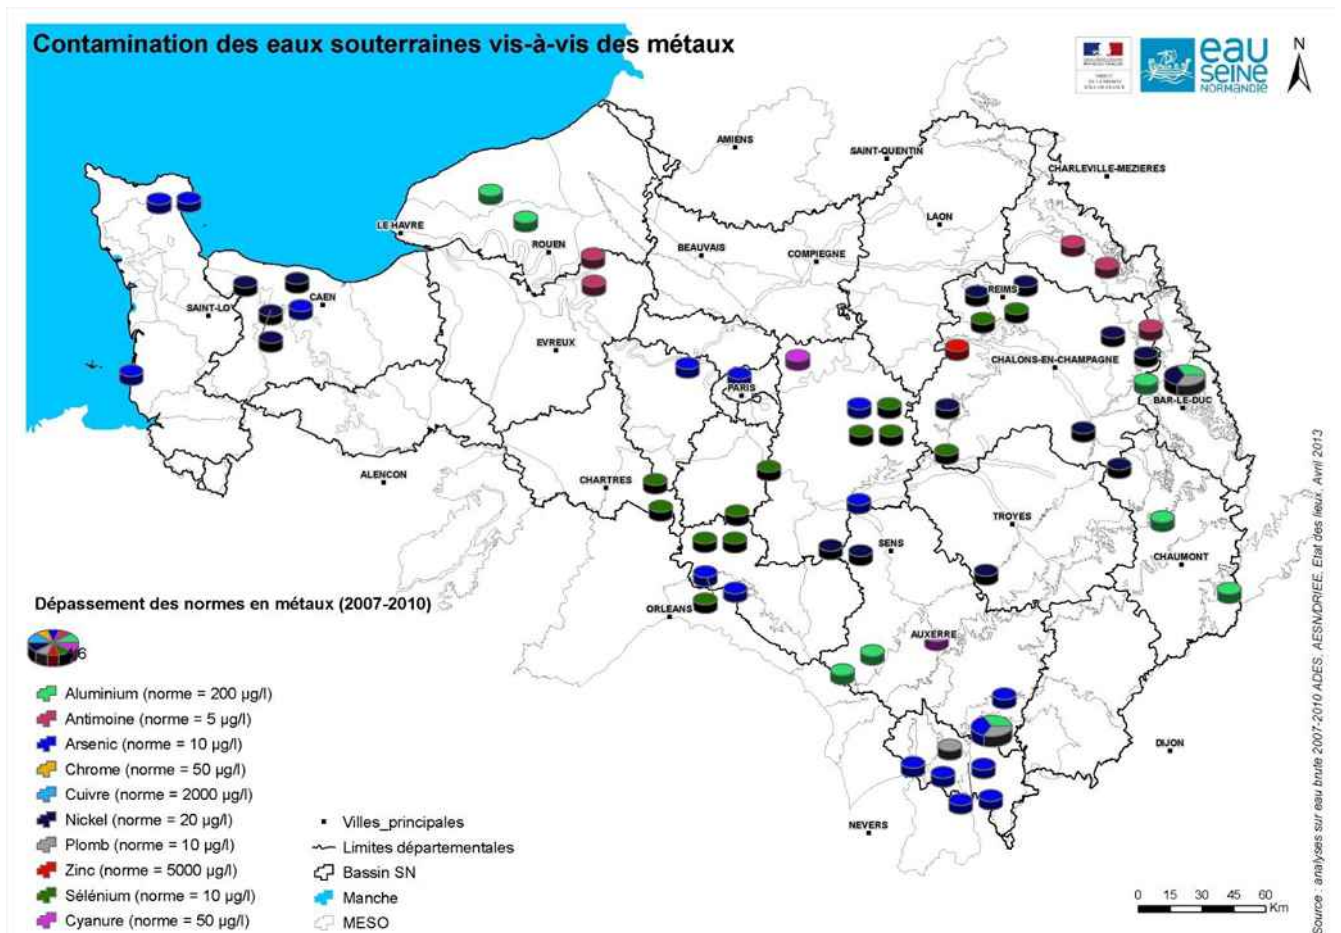 Contamination des eaux souterraines vis-à-vis des métaux
eau
SEINE
NORMANDIE
N
AMIENS
SAINT-QUENTIN
CHARLEVILLE-MEZIERES
LAON
LE HAVRE
ROUEN
BEAUVAIS
COMPIEGNE
REIMS
SAINT-LO
CAEN
EVREUX
CHALONS-EN-CHAMPAGNE
PARIS
BAR-LE-DUC
ALENCON
CHARTRES
TROYES
SENS
CHAUMONT
ORLEANS
AUXERRE
DIJON
NEVERS
Dépassement des normes en métaux (2007-2010)
Aluminium (norme = 200 µg/l)
Antimoine (norme = 5 µg/l)
Arsenic (norme = 10 µg/l)
Chrome (norme = 50 µg/l)
Cuivre (norme = 2000 µg/l)
Nickel (norme = 20 µg/l)
Plomb (norme = 10 µg/l)
Zinc (norme = 5000 µg/l)
Sélénium (norme = 10 µg/l)
Cyanure (norme = 50 µg/l)
Villes_principales
Limites départementales
Bassin SN
Manche
MESO
0 15 30 45 60
Km
Source : analyses sur eau brute 2007-2010 ADES, AESN/DRIEE, Etat des lieux, Avril 2013